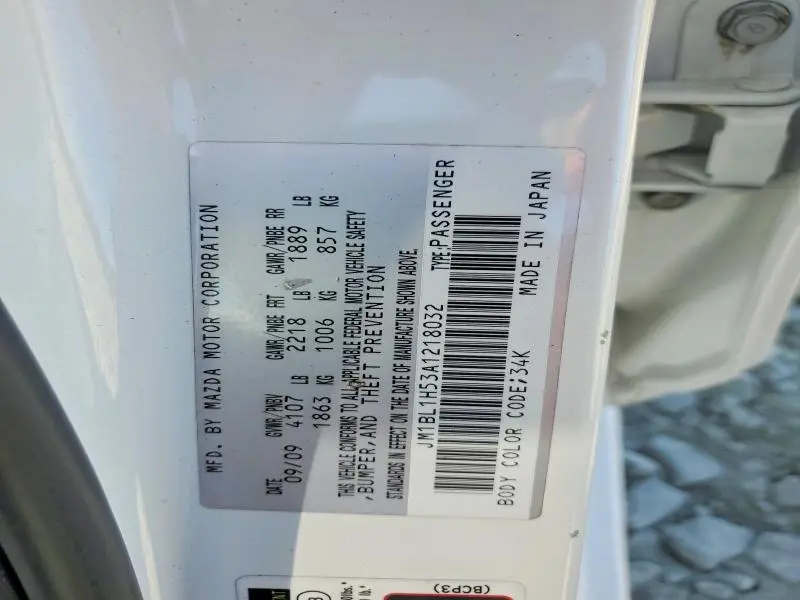 MFD. BY MAZDA MOTOR CORPORATION
DATE GVWR/PNBV GAWR/PNBE FRT GAWR/PNBE RR
09/09 4107 LB 2218 LB 1889 LB
1863 KG 1006 KG 857 KG
THIS VEHICLE CONFORMS TO ALL APPLICABLE FEDERAL MOTOR VEHICLE SAFETY
,BUMPER,AND THEFT PREVENTION
STANDARDS IN EFFECT ON THE DATE OF MANUFACTURE SHOWN ABOVE.
JM1BL1H53A1218032 TYPE:PASSENGER
BODY COLOR CODE;34K MADE IN JAPAN
(BCP3)